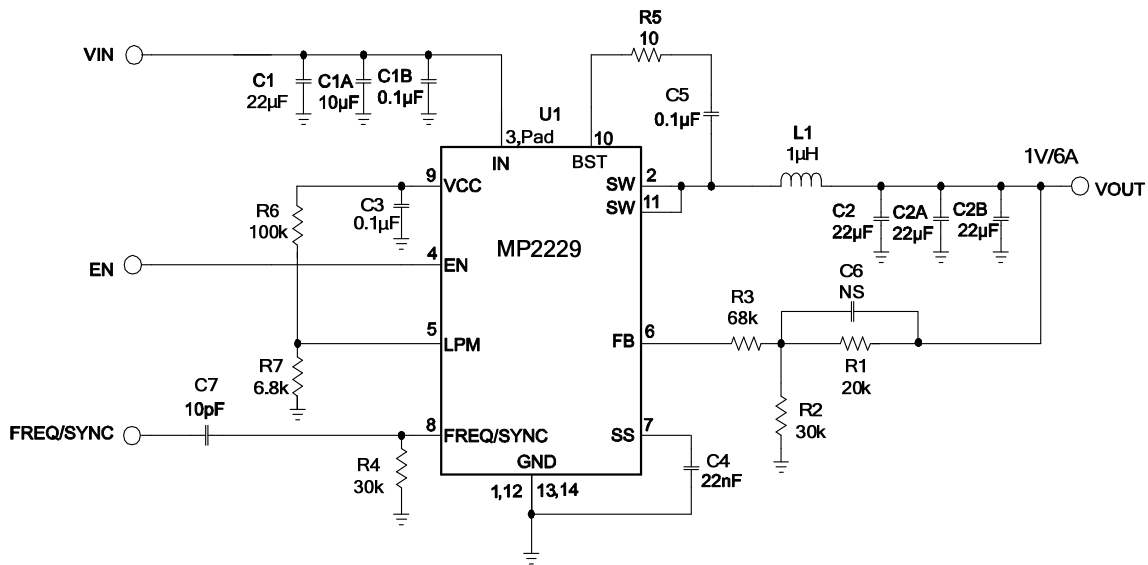 R5
10
VIN
C1
22µF
C1A
10µF
C1B
0.1µF
C5
0.1µF
U1
3,Pad
10
IN
BST
L1
1µH
1V/6A
VOUT
9
VCC
SW
2
SW
11
R6
100k
C3
0.1µF
C2
22µF
C2A
22µF
C2B
22µF
MP2229
EN
4
EN
C6
NS
R3
68k
5
LPM
FB
6
R1
20k
R7
6.8k
C7
10pF
R2
30k
FREQ/SYNC
8
FREQ/SYNC
SS
7
GND
R4
30k
C4
22nF
1,12
13,14